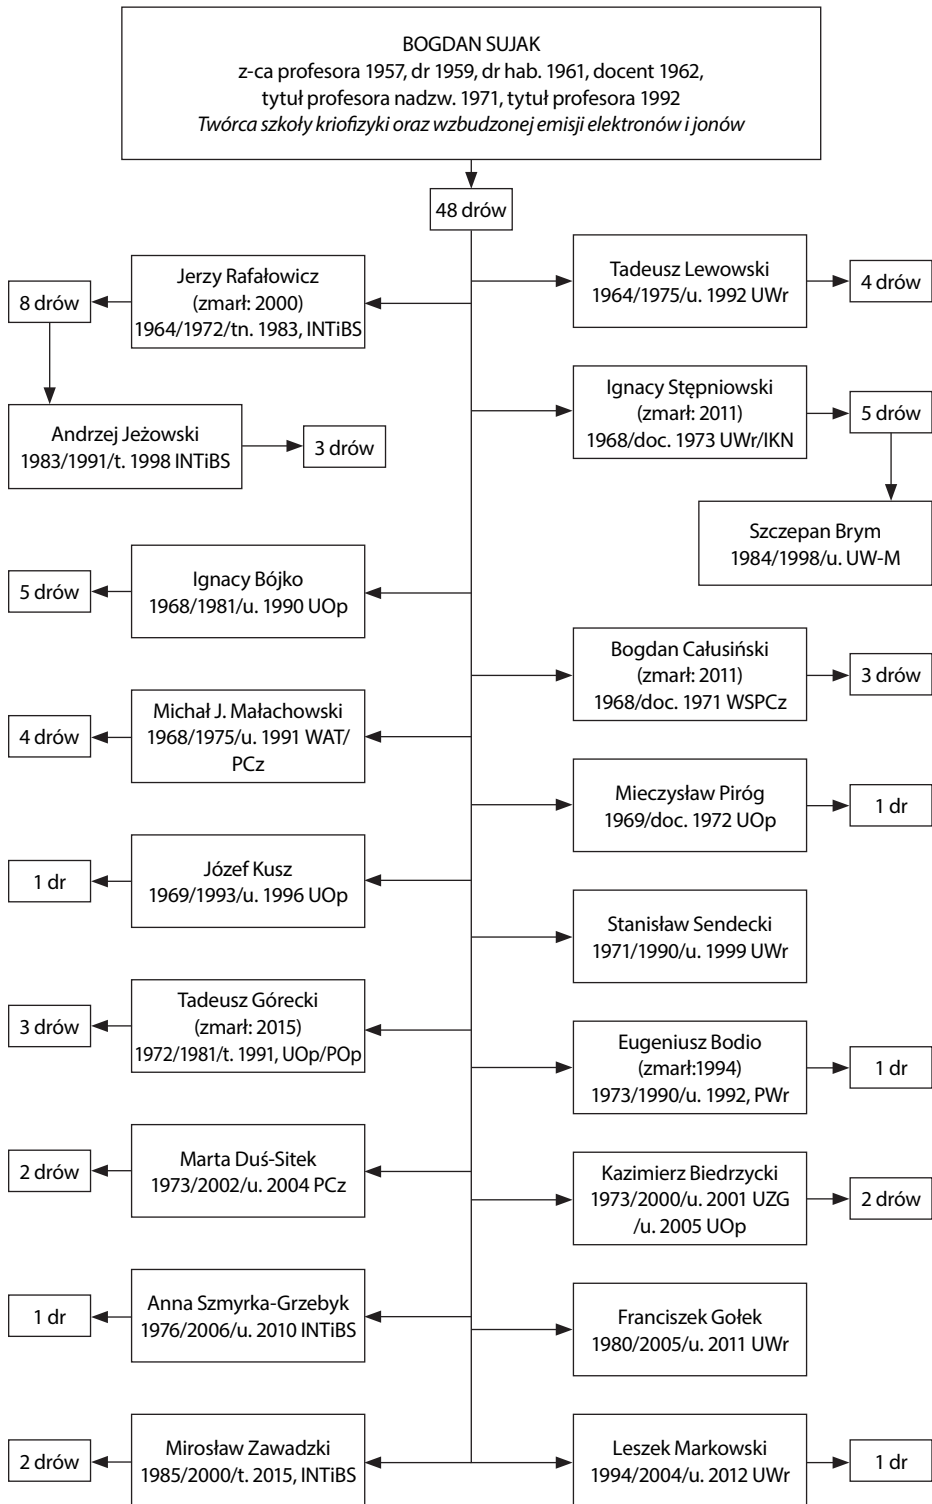 BOGDAN SUJAK
z-ca profesora 1957, dr 1959, dr hab. 1961, docent 1962,
tytuł profesora nadzw. 1971, tytuł profesora 1992
Twórca szkoły kriofizyki oraz wzbudzonej emisji elektronów i jonów
48 drów
Jerzy Rafałowicz
(zmarł: 2000)
1964/1972/tn. 1983, INTiBS
8 drów
Tadeusz Lewowski
1964/1975/u. 1992 UWr
4 drów
Andrzej Jeżowski
1983/1991/t. 1998 INTiBS
3 drów
Ignacy Stępniowski
(zmarł: 2011)
1968/doc. 1973 UWr/IKN
5 drów
Szczepan Brym
1984/1998/u. UW-M
Ignacy Bójko
1968/1981/u. 1990 UOp
5 drów
Bogdan Całusiński
(zmarł: 2011)
1968/doc. 1971 WSPCz
3 drów
Michał J. Małachowski
1968/1975/u. 1991 WAT/
PCz
4 drów
Mieczysław Piróg
1969/doc. 1972 UOp
1 dr
Józef Kusz
1969/1993/u. 1996 UOp
1 dr
Stanisław Sendecki
1971/1990/u. 1999 UWr
Tadeusz Górecki
(zmarł: 2015)
1972/1981/t. 1991, UOp/POp
3 drów
Eugeniusz Bodio
(zmarł:1994)
1973/1990/u. 1992, PWr
1 dr
Marta Duś-Sitek
1973/2002/u. 2004 PCz
2 drów
Kazimierz Biedrzycki
1973/2000/u. 2001 UZG
/u. 2005 UOp
2 drów
Anna Szmyrka-Grzebyk
1976/2006/u. 2010 INTiBS
1 dr
Franciszek Gołek
1980/2005/u. 2011 UWr
Mirosław Zawadzki
1985/2000/t. 2015, INTiBS
2 drów
Leszek Markowski
1994/2004/u. 2012 UWr
1 dr